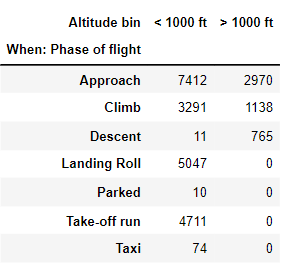 Altitude bin < 1000 ft > 1000 ft
When: Phase of flight
Approach 7412 2970
Climb 3291 1138
Descent 11 765
Landing Roll 5047 0
Parked 10 0
Take-off run 4711 0
Taxi 74 0